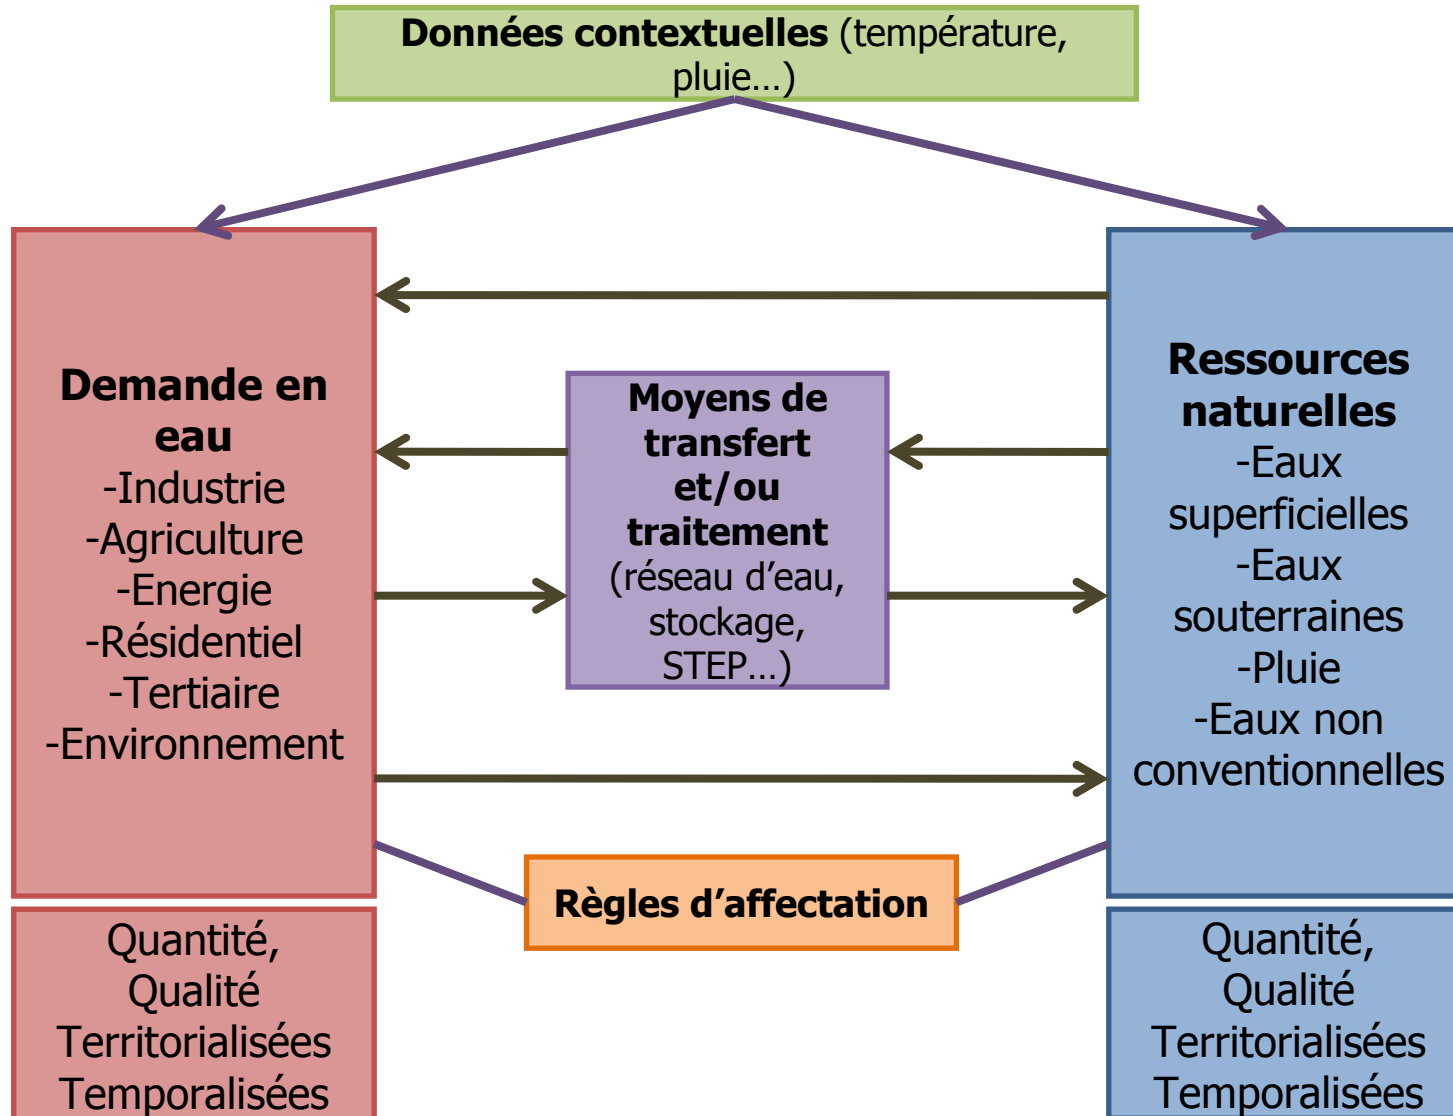 Données contextuelles (température,
pluie…)
Demande en
eau
-Industrie
-Agriculture
-Energie
-Résidentiel
-Tertiaire
-Environnement
Moyens de
transfert
et/ou
traitement
(réseau d’eau,
stockage,
STEP…)
Ressources
naturelles
-Eaux
superficielles
-Eaux
souterraines
-Pluie
-Eaux non
conventionnelles
Règles d’affectation
Quantité,
Qualité
Territorialisées
Temporalisées
Quantité,
Qualité
Territorialisées
Temporalisées